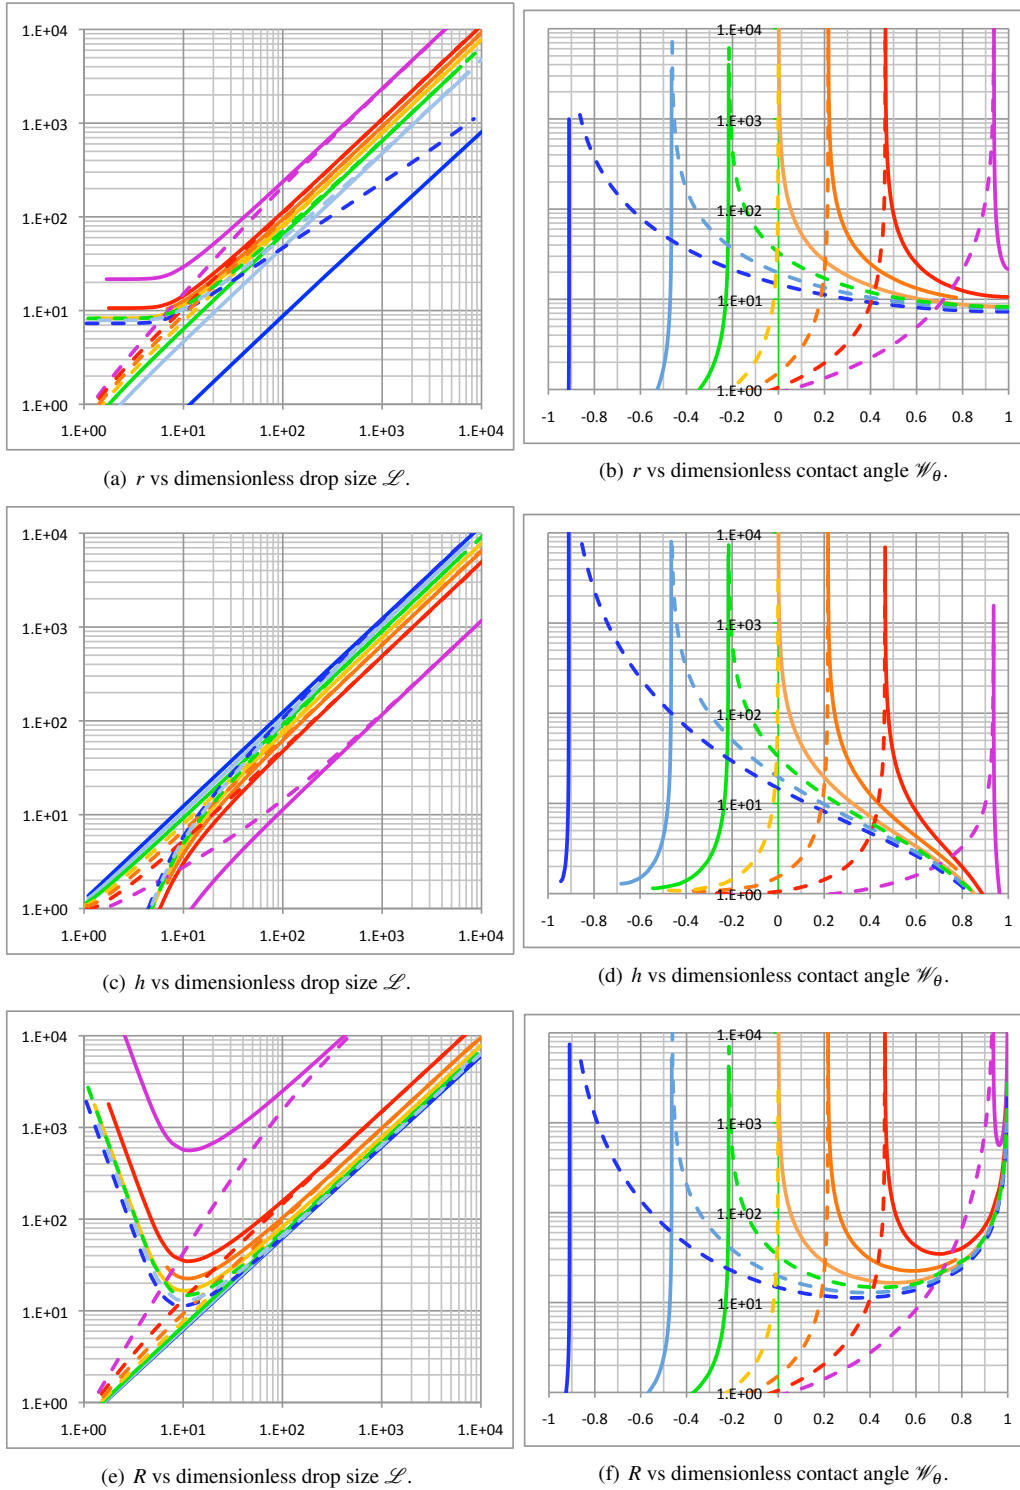 1.E+04
1.E+03
1.E+02
1.E+01
1.E+00
1.E+00 1.E+01 1.E+02 1.E+03 1.E+04
(a) r vs dimensionless drop size ℒ.
1.E+04
1.E+03
1.E+02
1.E+01
1.E+00
-1 -0.8 -0.6 -0.4 -0.2 0 0.2 0.4 0.6 0.8 1
(b) r vs dimensionless contact angle 𝒲θ.
1.E+04
1.E+03
1.E+02
1.E+01
1.E+00
1.E+00 1.E+01 1.E+02 1.E+03 1.E+04
(c) h vs dimensionless drop size ℒ.
1.E+04
1.E+03
1.E+02
1.E+01
1.E+00
-1 -0.8 -0.6 -0.4 -0.2 0 0.2 0.4 0.6 0.8 1
(d) h vs dimensionless contact angle 𝒲θ.
1.E+04
1.E+03
1.E+02
1.E+01
1.E+00
1.E+00 1.E+01 1.E+02 1.E+03 1.E+04
(e) R vs dimensionless drop size ℒ.
1.E+04
1.E+03
1.E+02
1.E+01
1.E+00
-1 -0.8 -0.6 -0.4 -0.2 0 0.2 0.4 0.6 0.8 1
(f) R vs dimensionless contact angle 𝒲θ.